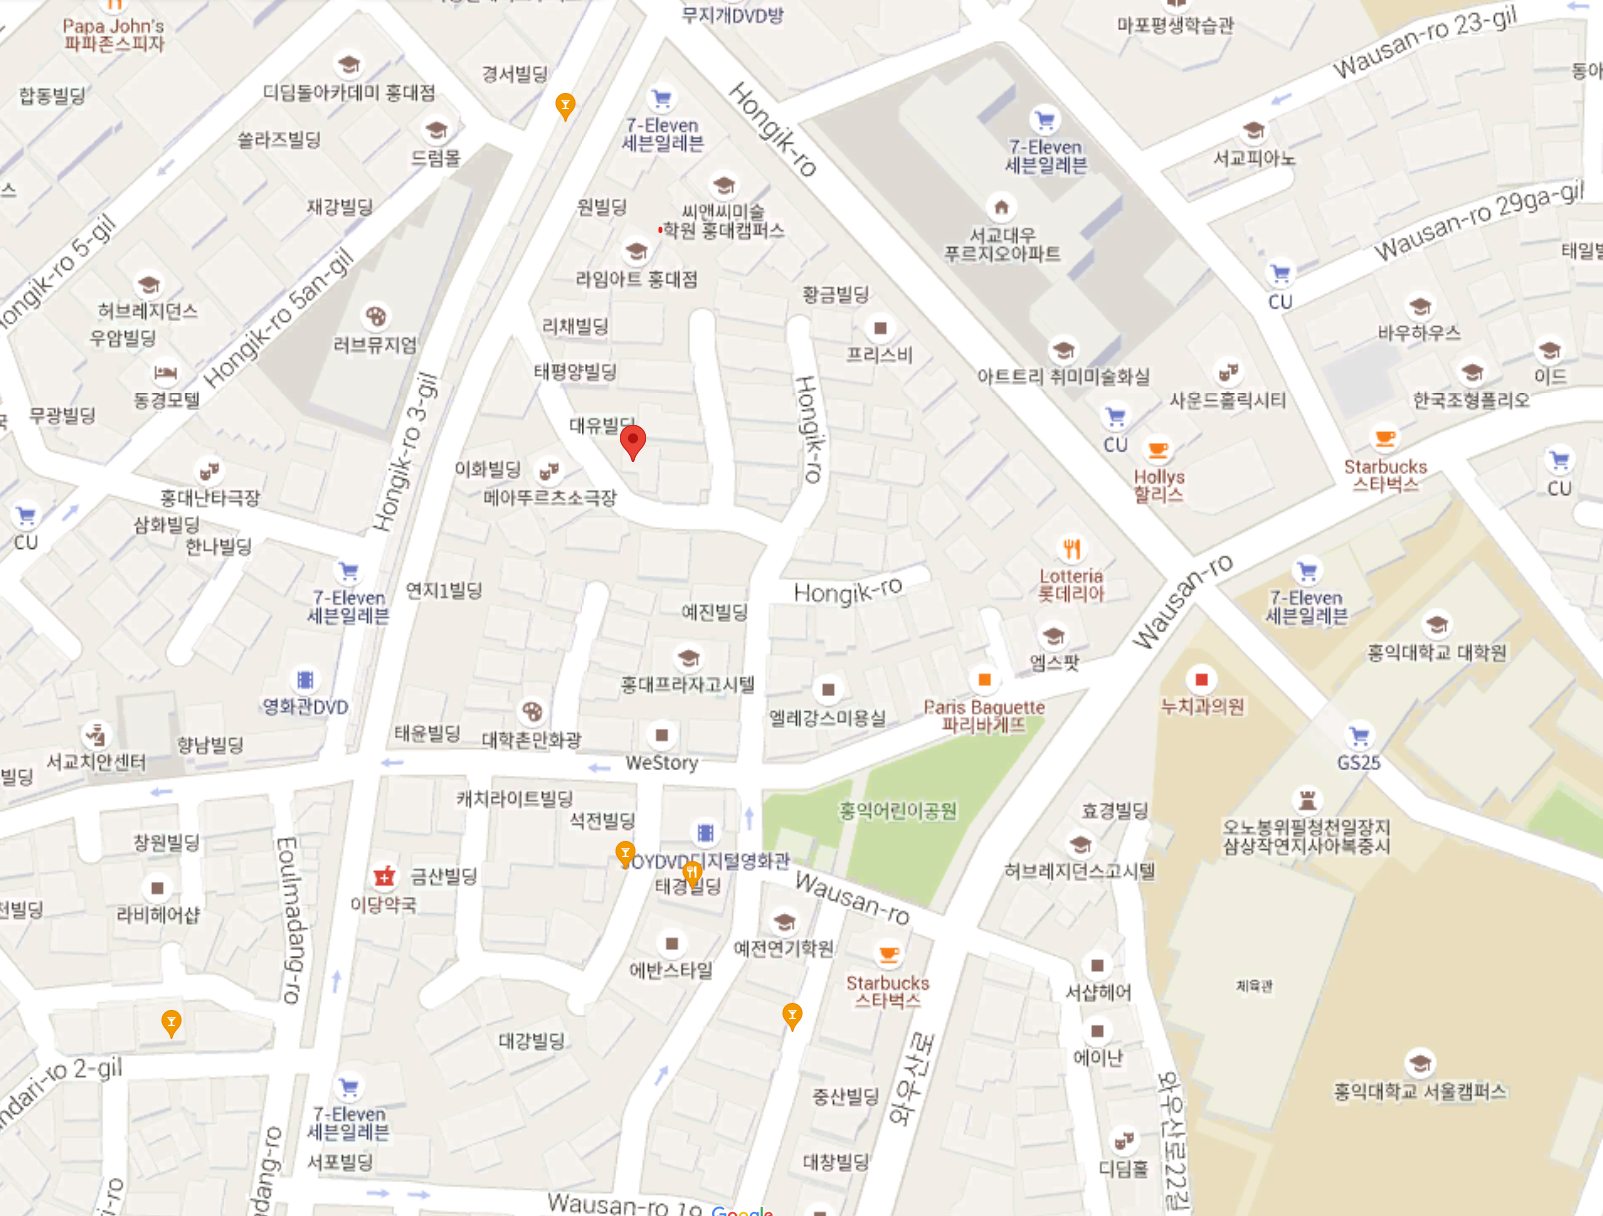 Papa John's
파파존스피자
무지개DVD방
마포평생학습관
Wausan-ro 23-gil
합동빌딩
디딤돌아카데미 홍대점
경서빌딩
쏠라즈빌딩
드럼몰
7-Eleven
세븐일레븐
Hongik-ro
7-Eleven
세븐일레븐
서교피아노
동아
스
재강빌딩
원빌딩
씨앤씨미술
학원 홍대캠퍼스
서교대우
푸르지오아파트
Wausan-ro 29ga-gil
태일빌
Hongik-ro 5-gil
Hongik-ro 5an-gil
라임아트 홍대점
허브레지던스
우암빌딩
러브뮤지엄
리채빌딩
황금빌딩
프리스비
CU
바우하우스
동경모텔
무광빌딩
태평양빌딩
아트트리 취미미술화실
사운드홀릭시티
이드
한국조형폴리오
국
Hongik-ro 3-gil
대유빌딩
Hongik-ro
CU
Hollys
할리스
Starbucks
스타벅스
CU
홍대난타극장
이화빌딩
메아뚜르츠소극장
CU
삼화빌딩
한나빌딩
7-Eleven
세븐일레븐
연지1빌딩
예진빌딩
Hongik-ro
Lotteria
롯데리아
Wausan-ro
7-Eleven
세븐일레븐
홍익대학교 대학원
영화관DVD
홍대프라자고시텔
엠스팟
엘레강스미용실
Paris Baguette
파리바게뜨
누치과의원
서교치안센터
향남빌딩
태윤빌딩
대학촌만화광
WeStory
GS25
빌딩
캐치라이트빌딩
홍익어린이공원
효경빌딩
오노봉위필청천일장지
삼상작연지사아복중시
창원빌딩
석전빌딩
OYDVD디지털영화관
태경빌딩
허브레지던스고시텔
Eoulmadang-ro
금산빌딩
이당약국
Wausan-ro
라비헤어샵
천빌딩
에반스타일
예전연기학원
Starbucks
스타벅스
서샵헤어
체육관
대강빌딩
에이난
ndari-ro 2-gil
7-Eleven
세븐일레븐
중산빌딩
와우산로
와우산로22길
홍익대학교 서울캠퍼스
서포빌딩
대창빌딩
디딤홀
i-ro
dang-ro
Wausan-ro 19
Google